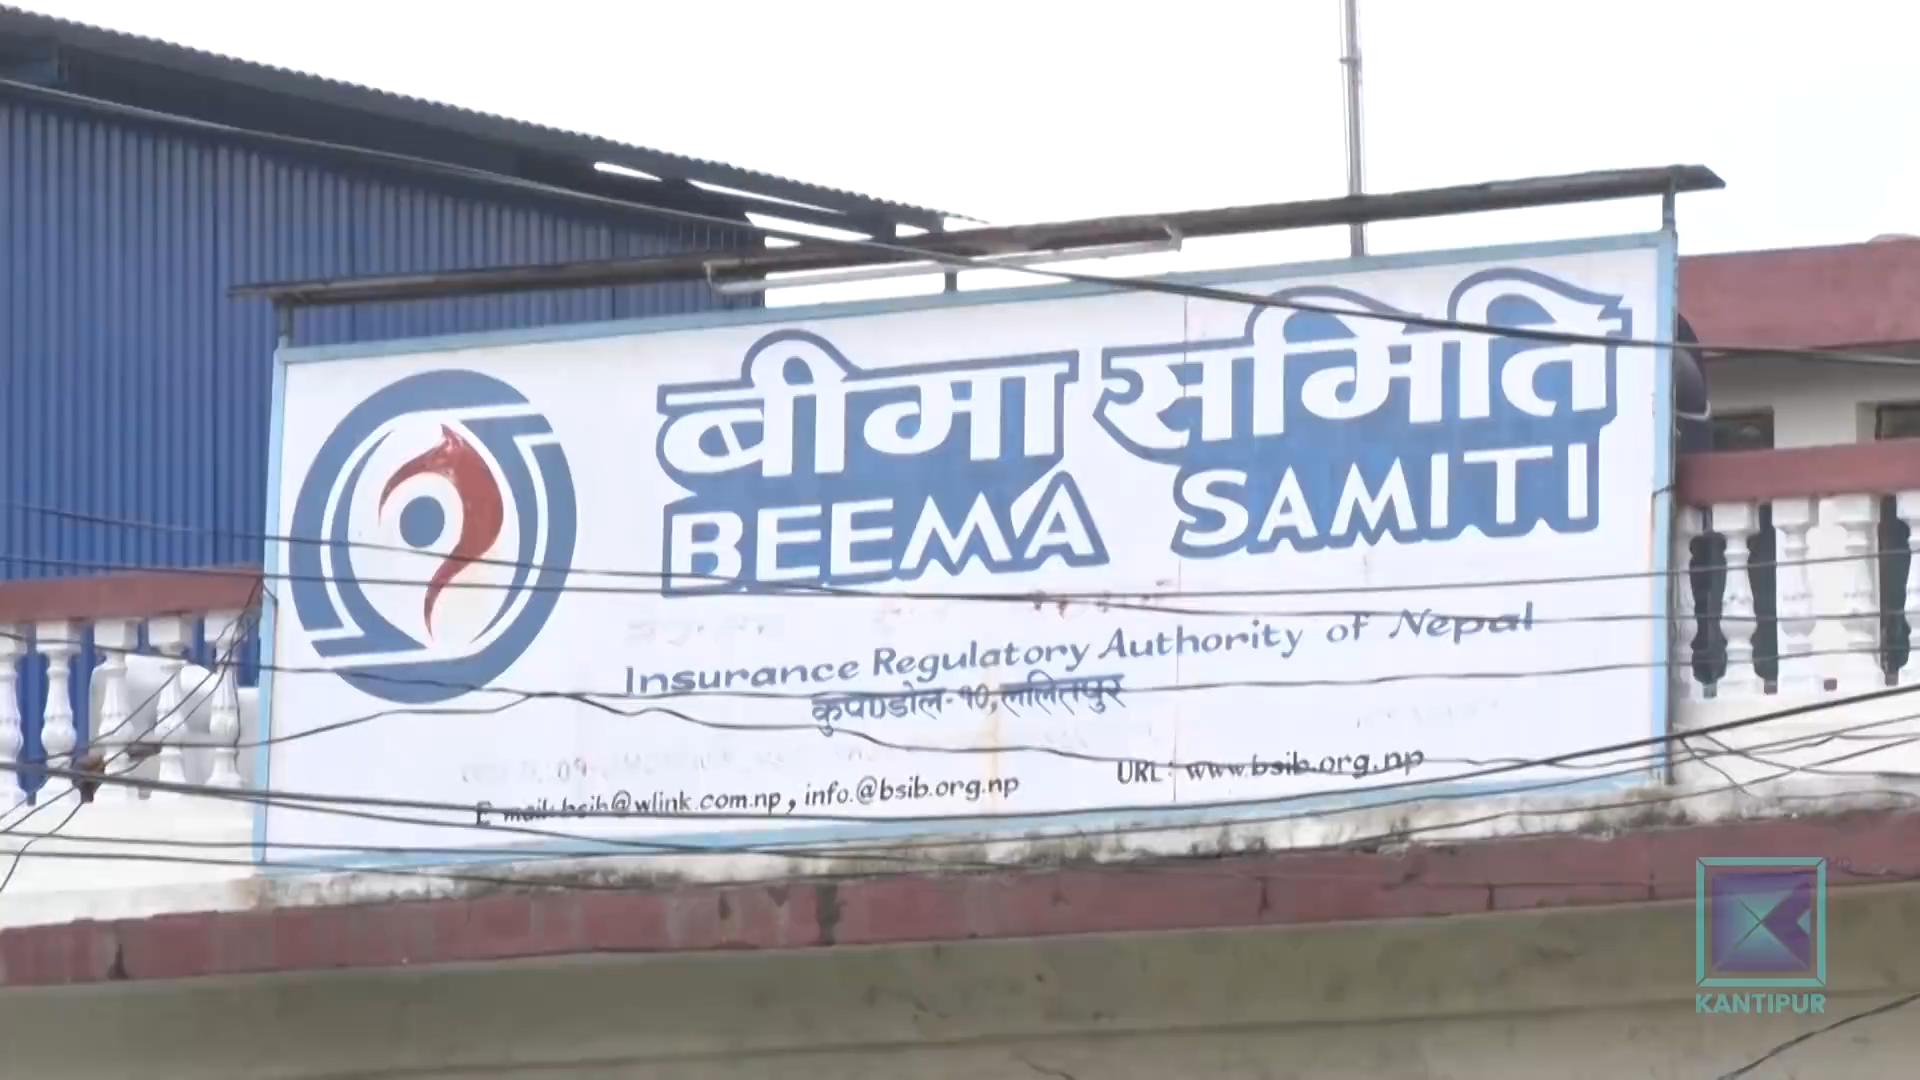 बीमा समिति
BEEMA SAMITI
Insurance Regulatory Authority of Nepal
कुपण्डोल-१०, ललितपुर
E-mail: bsib@wlink.com.np, info.@bsib.org.np
URL: www.bsib.org.np
KANTIPUR